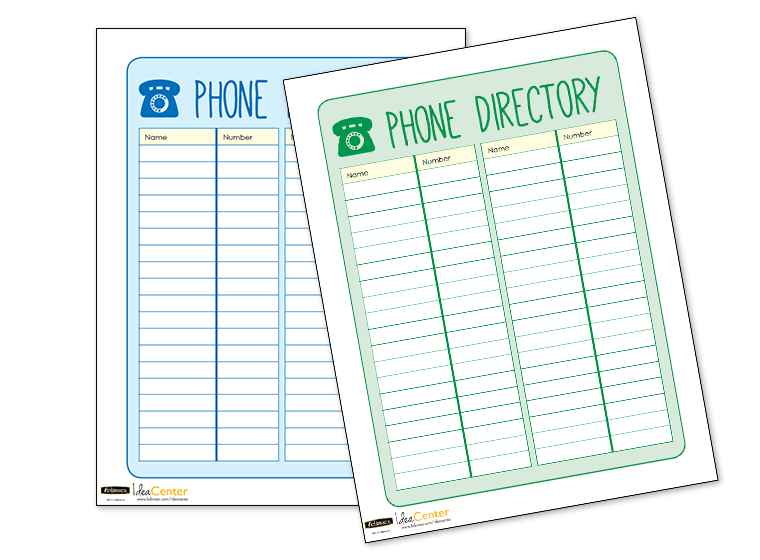 PHONE
Name Number
Fellowes IdeaCenter
www.fellowes.com/ideacenter
PHONE DIRECTORY
Name Number Name Number
Fellowes IdeaCenter
www.fellowes.com/ideacenter